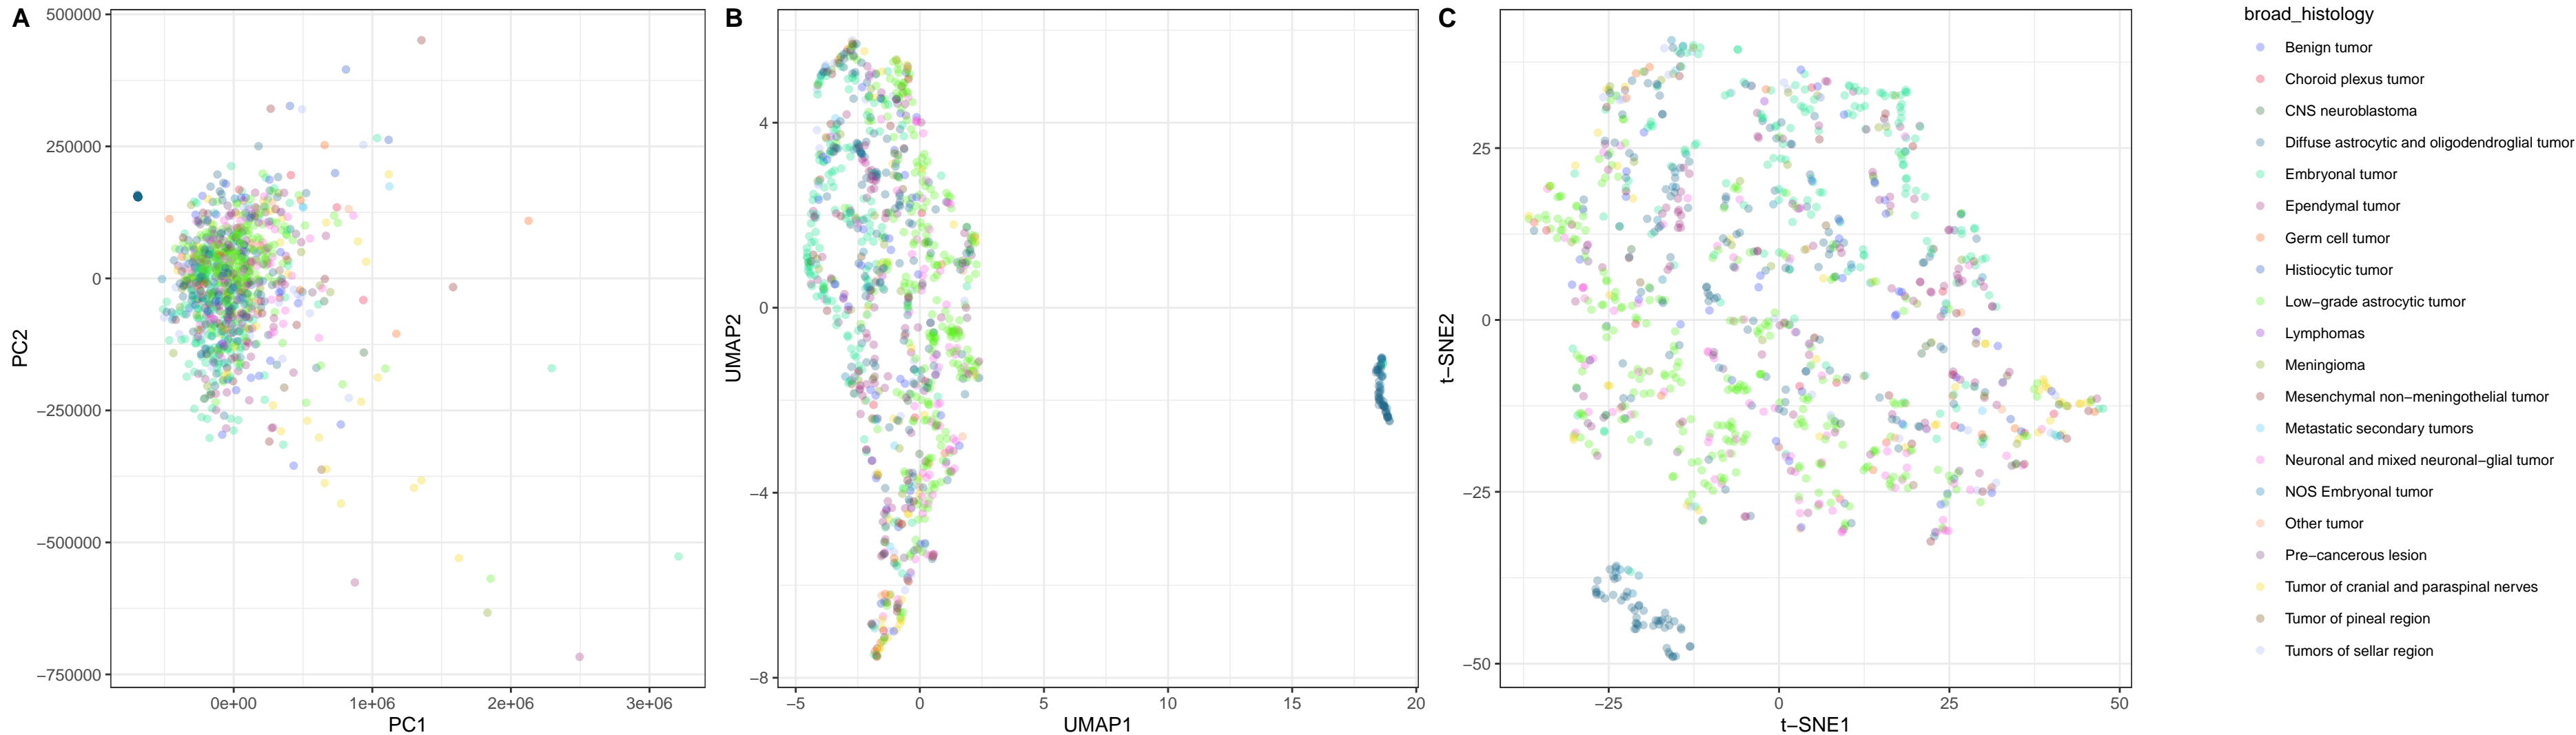 A
500000
250000
0
−250000
−500000
−750000
PC2
0e+00
1e+06
2e+06
3e+06
PC1
B
4
0
−4
−8
UMAP2
−5
0
5
10
15
20
UMAP1
C
25
0
−25
−50
t−SNE2
−25
0
25
50
t−SNE1
broad_histology
Benign tumor
Choroid plexus tumor
CNS neuroblastoma
Diffuse astrocytic and oligodendroglial tumor
Embryonal tumor
Ependymal tumor
Germ cell tumor
Histiocytic tumor
Low−grade astrocytic tumor
Lymphomas
Meningioma
Mesenchymal non−meningothelial tumor
Metastatic secondary tumors
Neuronal and mixed neuronal−glial tumor
NOS Embryonal tumor
Other tumor
Pre−cancerous lesion
Tumor of cranial and paraspinal nerves
Tumor of pineal region
Tumors of sellar region